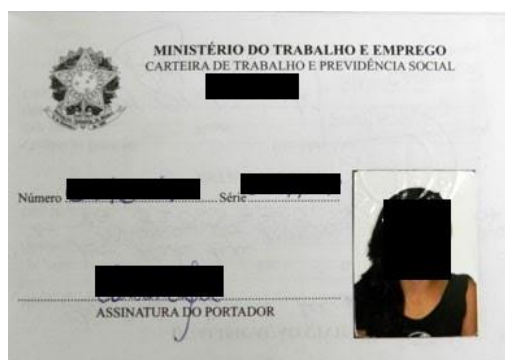 MINISTÉRIO DO TRABALHO E EMPREGO
CARTEIRA DE TRABALHO E PREVIDÊNCIA SOCIAL
Número Série
ASSINATURA DO PORTADOR